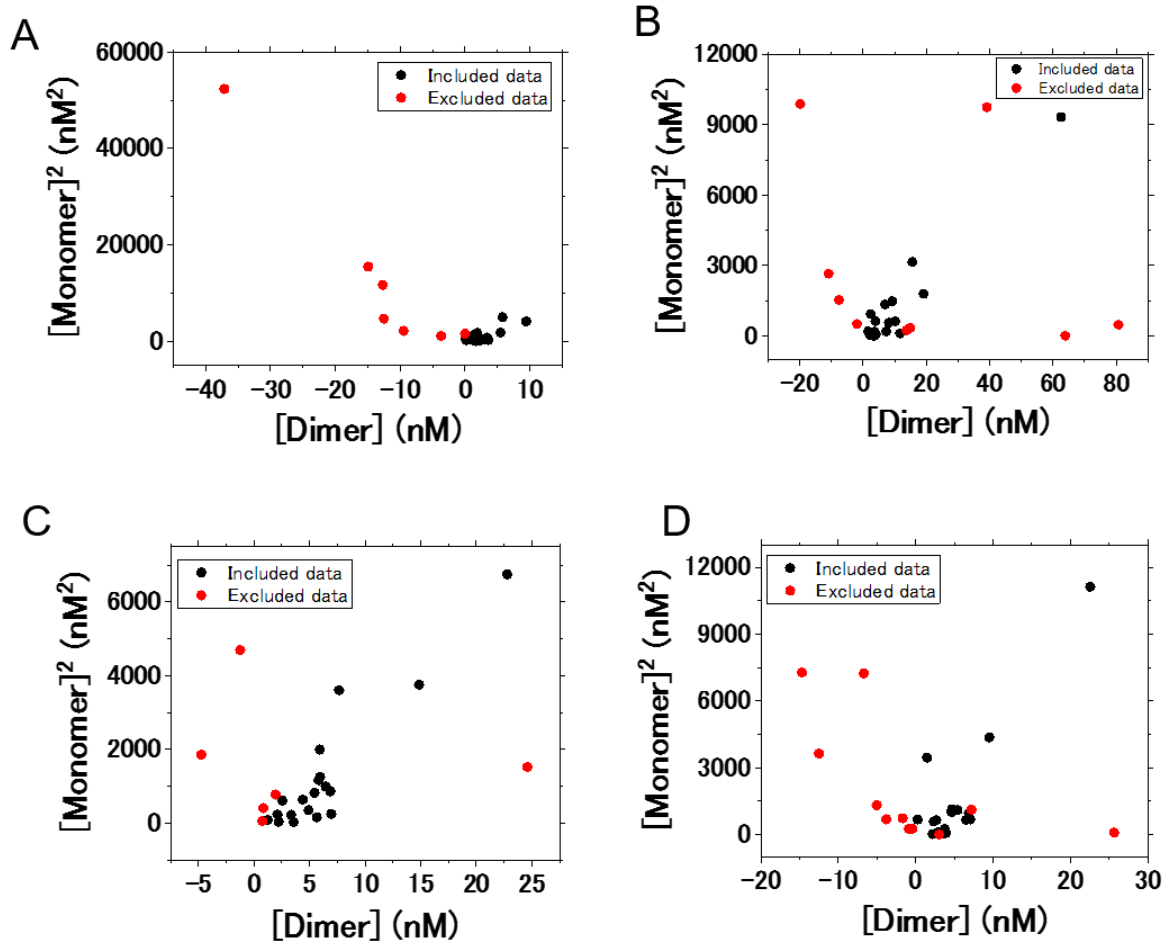 A
60000
40000
20000
0
[Monomer]² (nM²)
Included data
Excluded data
−40 −30 −20 −10 0 10
[Dimer] (nM)
B
12000
9000
6000
3000
0
[Monomer]² (nM²)
Included data
Excluded data
−20 0 20 40 60 80
[Dimer] (nM)
C
6000
4000
2000
0
[Monomer]² (nM²)
Included data
Excluded data
-5 0 5 10 15 20 25
[Dimer] (nM)
D
12000
9000
6000
3000
0
[Monomer]² (nM²)
Included data
Excluded data
−20 −10 0 10 20 30
[Dimer] (nM)